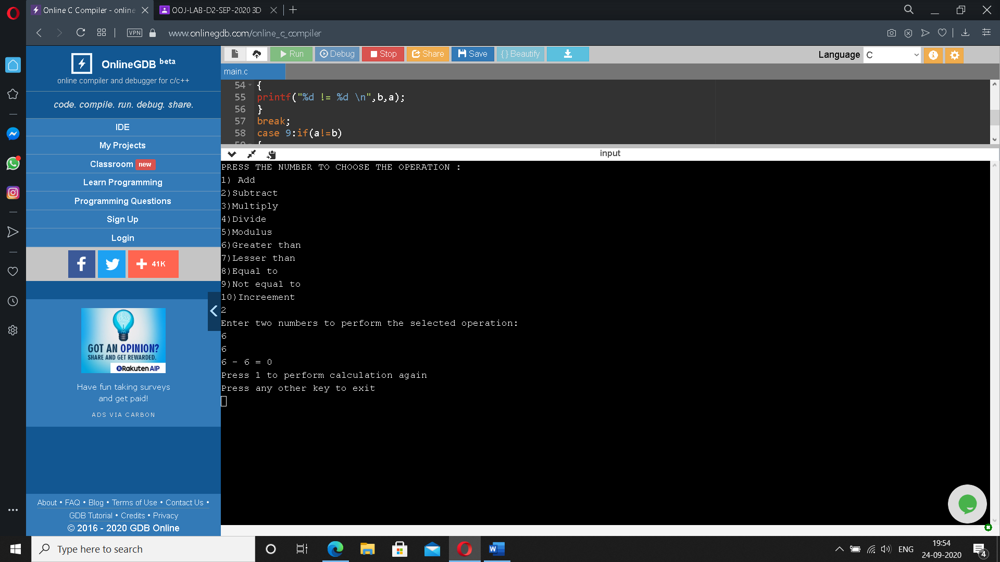 Online C Compiler - online
OOJ-LAB-D2-SEP-2020 3D
VPN
www.onlinegdb.com/online_c_compiler
OnlineGDB beta
online compiler and debugger for c/c++
code. compile. run. debug. share.
IDE
My Projects
Classroom new
Learn Programming
Programming Questions
Sign Up
Login
f
41K
GOT AN OPINION?
SHARE AND GET REWARDED.
Rakuten AIP
Have fun taking surveys
and get paid!
ADS VIA CARBON
About • FAQ • Blog • Terms of Use • Contact Us •
GDB Tutorial • Credits • Privacy
© 2016 - 2020 GDB Online
Run Debug Stop Share Save {} Beautify
Language C
main.c
54 {
55 printf("%d != %d \n",b,a);
56 }
57 break;
58 case 9:if(a!=b)
59 {
input
PRESS THE NUMBER TO CHOOSE THE OPERATION :
1) Add
2)Subtract
3)Multiply
4)Divide
5)Modulus
6)Greater than
7)Lesser than
8)Equal to
9)Not equal to
10)Increement
2
Enter two numbers to perform the selected operation:
6
6
6 - 6 = 0
Press 1 to perform calculation again
Press any other key to exit
Type here to search
ENG
19:54
24-09-2020
4